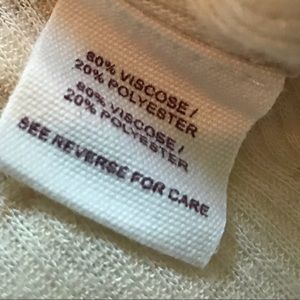 80% VISCOSE /
20% POLYESTER
80% VISCOSE /
20% POLYESTER
SEE REVERSE FOR CARE